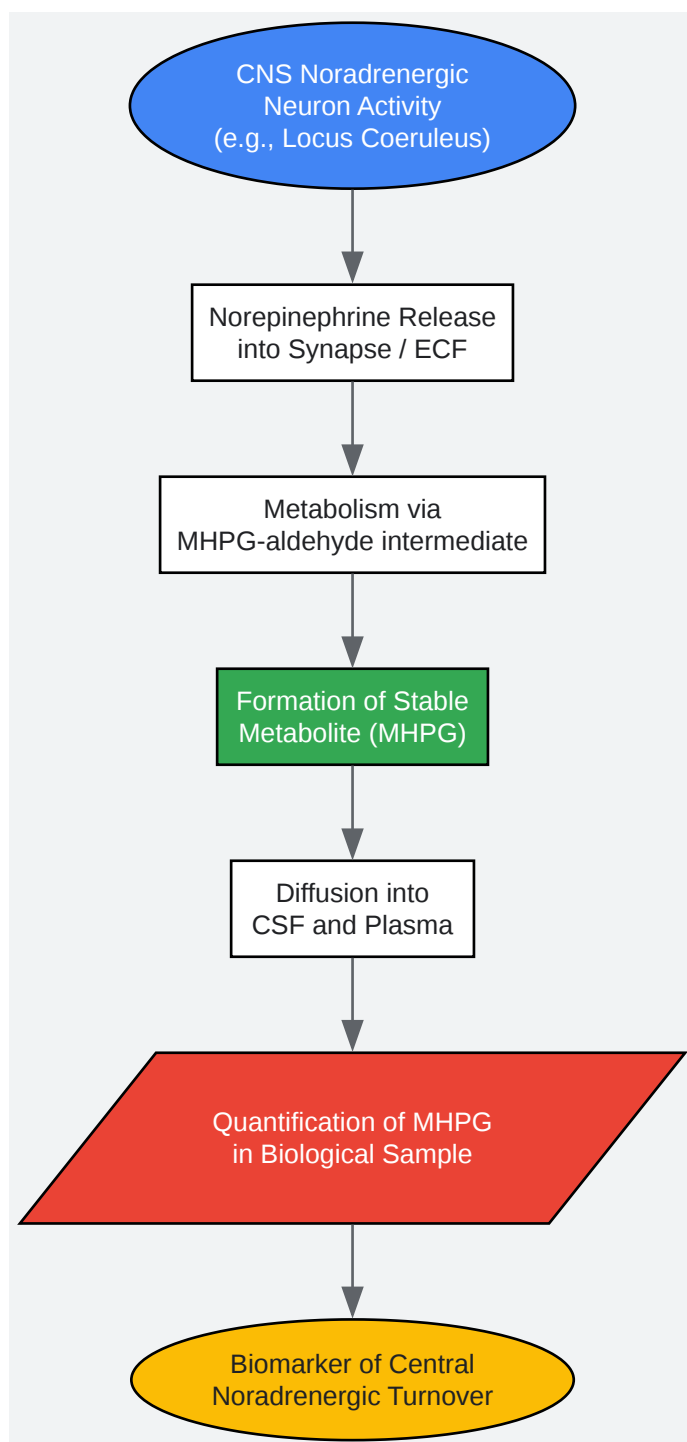 CNS Noradrenergic
Neuron Activity
(e.g., Locus Coeruleus)
Norepinephrine Release
into Synapse / ECF
Metabolism via
MHPG-aldehyde intermediate
Formation of Stable
Metabolite (MHPG)
Diffusion into
CSF and Plasma
Quantification of MHPG
in Biological Sample
Biomarker of Central
Noradrenergic Turnover